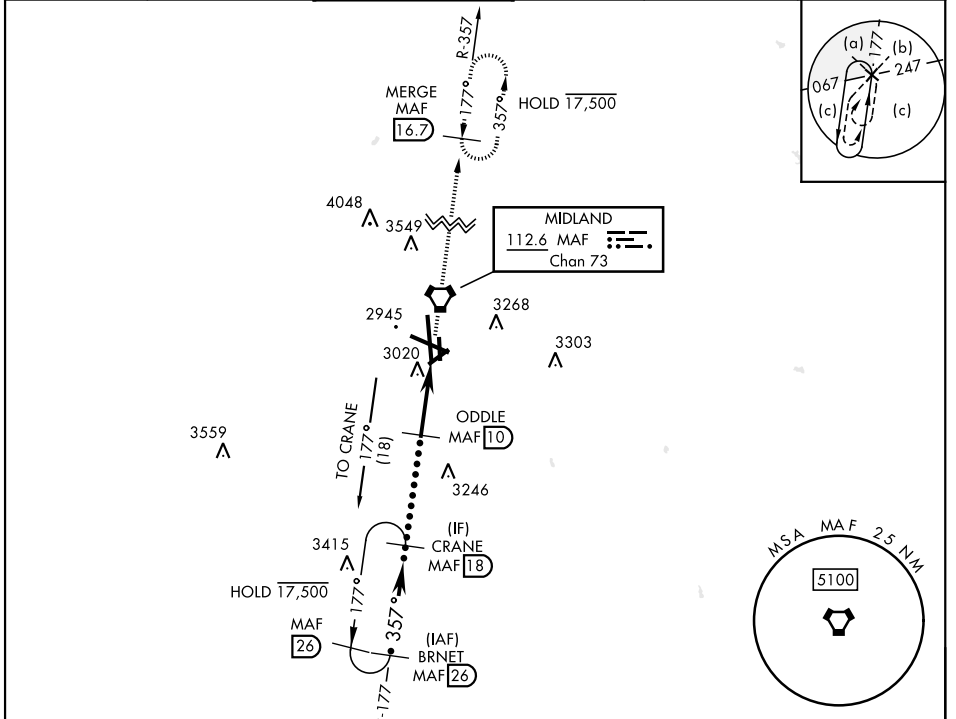 R-357
177°
357°
HOLD 17,500
MERGE
MAF
16.7
(a)
177
(b)
067
247
(c)
(c)
4048
3549
MIDLAND
112.6 MAF
Chan 73
2945
3268
3020
3303
ODDLE
MAF 10
TO CRANE
177°
(18)
3559
3246
(IF)
CRANE
MAF 18
3415
HOLD 17,500
177°
357°
MAF
26
(IAF)
BRNET
MAF 26
-177
MSA MAF 25 NM
5100